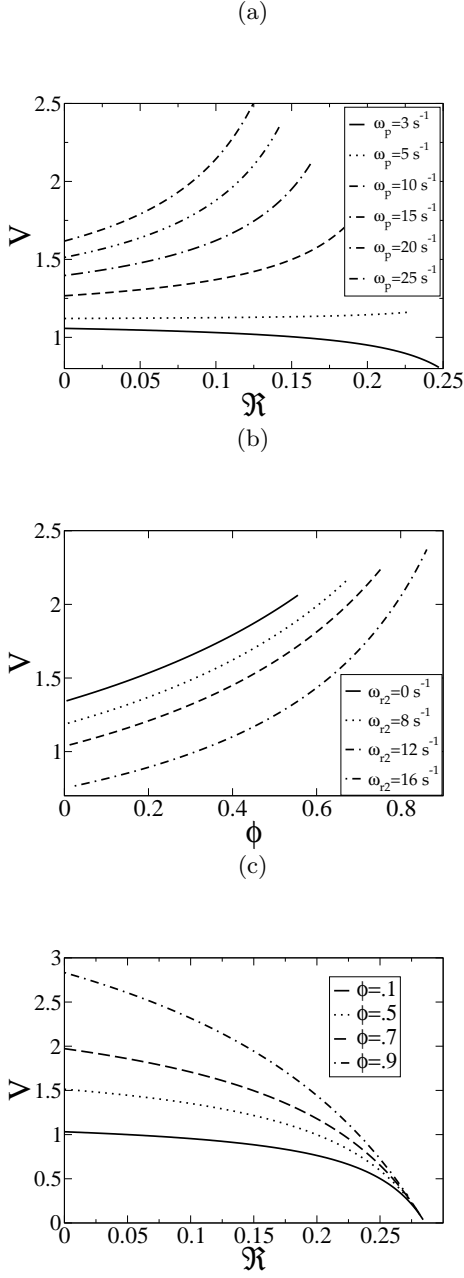 (a)
2.5
2
1.5
1
V
0 0.05 0.1 0.15 0.2 0.25
ℜ
ω_p=3 s⁻¹
ω_p=5 s⁻¹
ω_p=10 s⁻¹
ω_p=15 s⁻¹
ω_p=20 s⁻¹
ω_p=25 s⁻¹
(b)
2.5
2
1.5
1
V
0 0.2 0.4 0.6 0.8
ϕ
ω_r2=0 s⁻¹
ω_r2=8 s⁻¹
ω_r2=12 s⁻¹
ω_r2=16 s⁻¹
(c)
3
2.5
2
1.5
1
0.5
0
V
0 0.05 0.1 0.15 0.2 0.25
ℜ
ϕ=.1
ϕ=.5
ϕ=.7
ϕ=.9